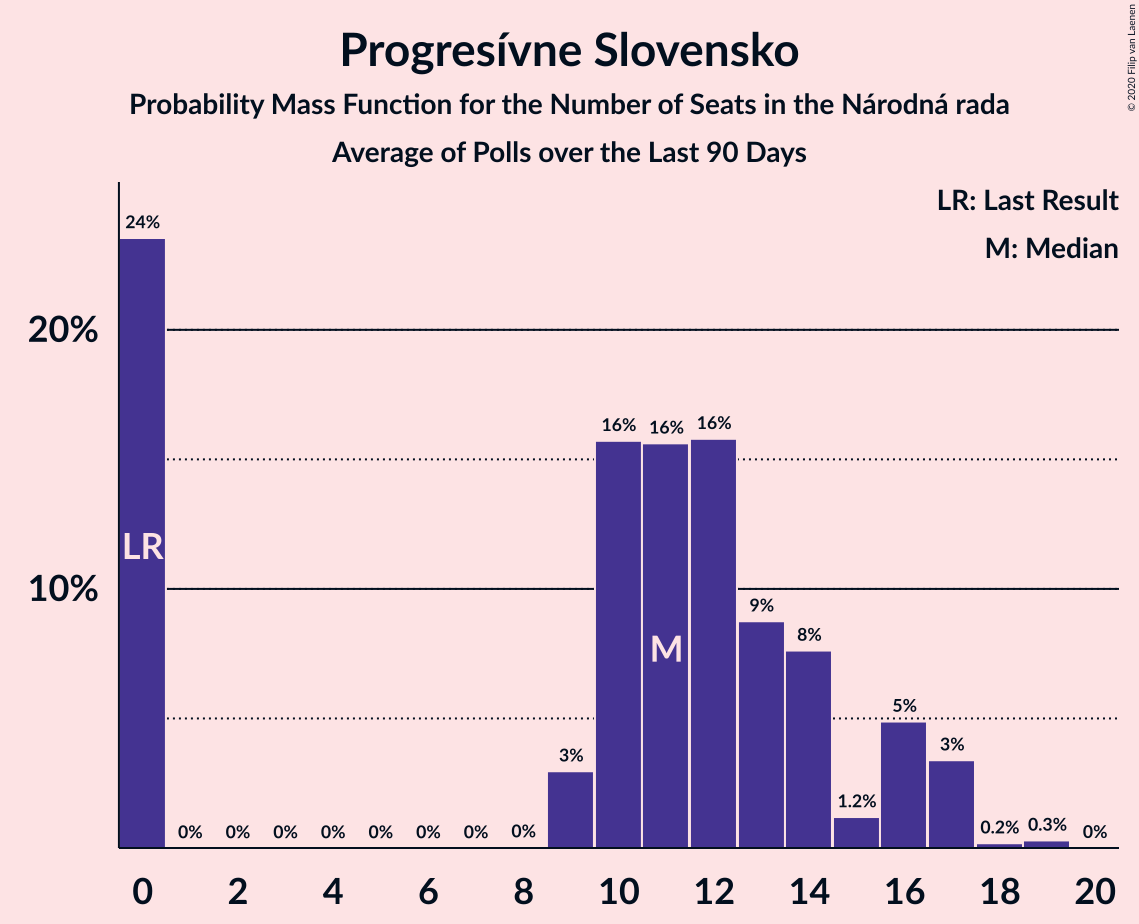 Progresívne Slovensko
Probability Mass Function for the Number of Seats in the Národná rada
Average of Polls over the Last 90 Days
© 2020 Filip van Laenen
LR: Last Result
M: Median
20%
10%
24%
0%
0%
0%
0%
0%
0%
0%
0%
3%
16%
16%
16%
9%
8%
1.2%
5%
3%
0.2%
0.3%
0%
LR
M
0 2 4 6 8 10 12 14 16 18 20